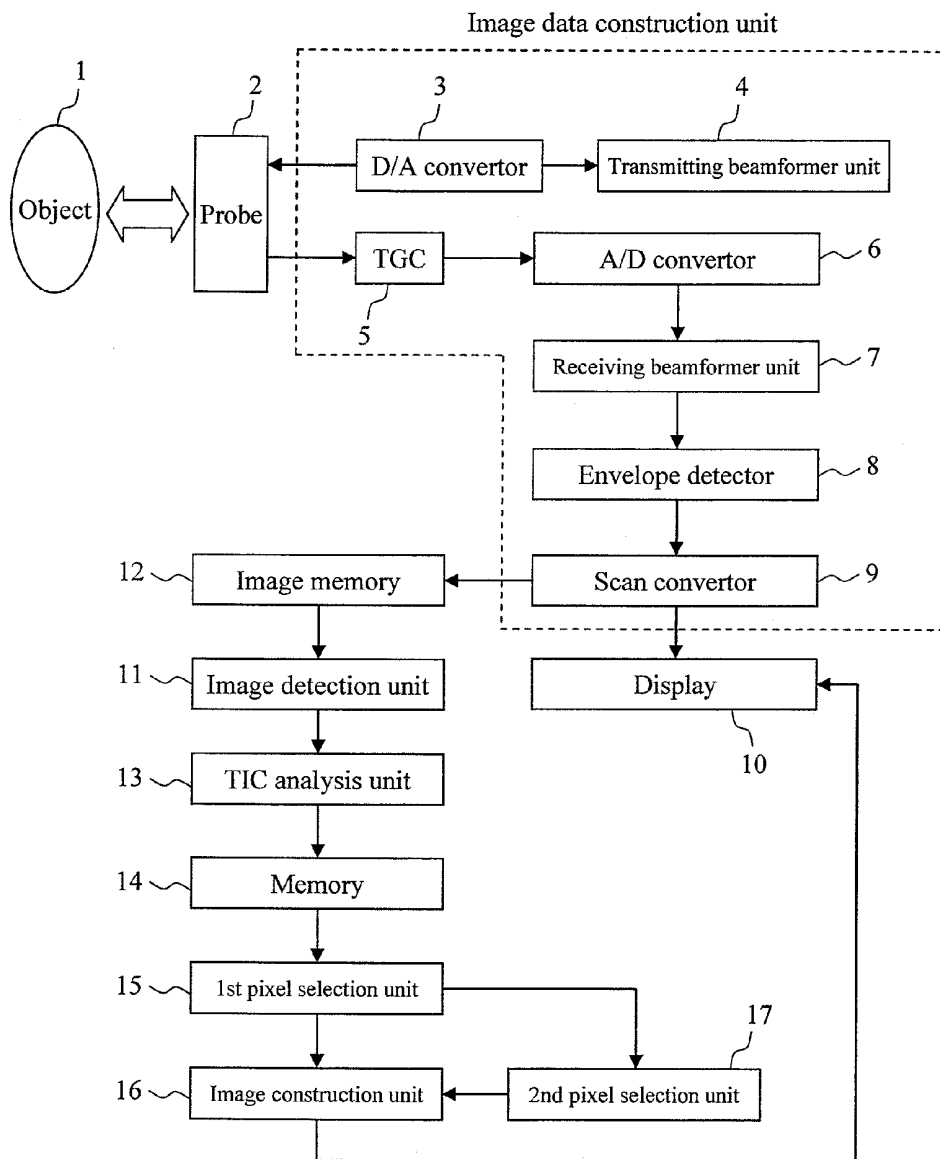 Image data construction unit
1
2
3
4
Object
Probe
D/A convertor
Transmitting beamformer unit
TGC
A/D convertor
5
6
Receiving beamformer unit
7
Envelope detector
8
12
Image memory
Scan convertor
9
11
Image detection unit
Display
10
13
TIC analysis unit
14
Memory
15
1st pixel selection unit
17
16
Image construction unit
2nd pixel selection unit